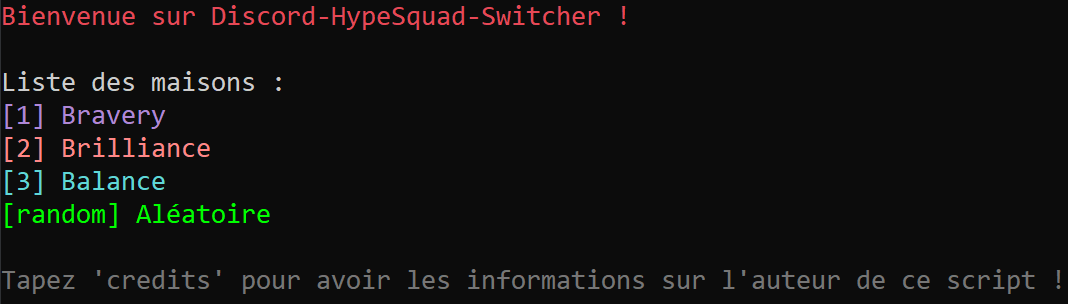 Bienvenue sur Discord-HypeSquad-Switcher !
Liste des maisons :
[1] Bravery
[2] Brilliance
[3] Balance
[random] Aléatoire
Tapez 'credits' pour avoir les informations sur l'auteur de ce script !